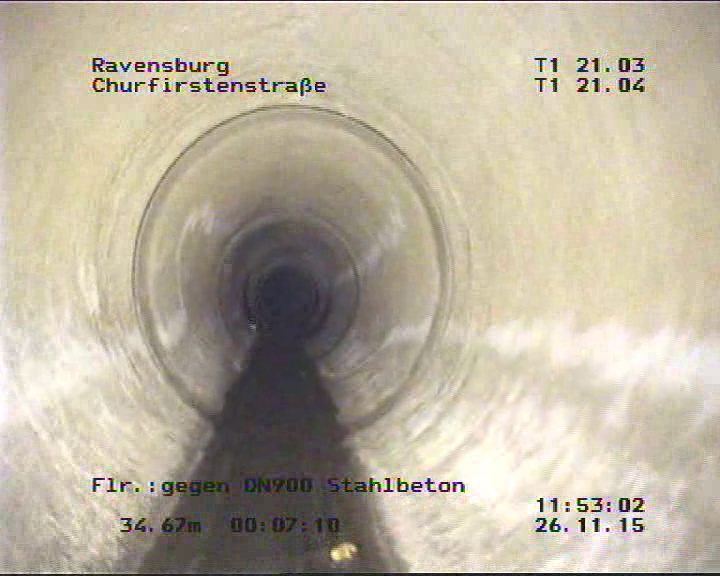 Ravensburg
Churfirstenstraße
T1 21.03
T1 21.04
Flr.:gegen DN900 Stahlbeton
34.67m 00:07:10
11:53:02
26.11.15